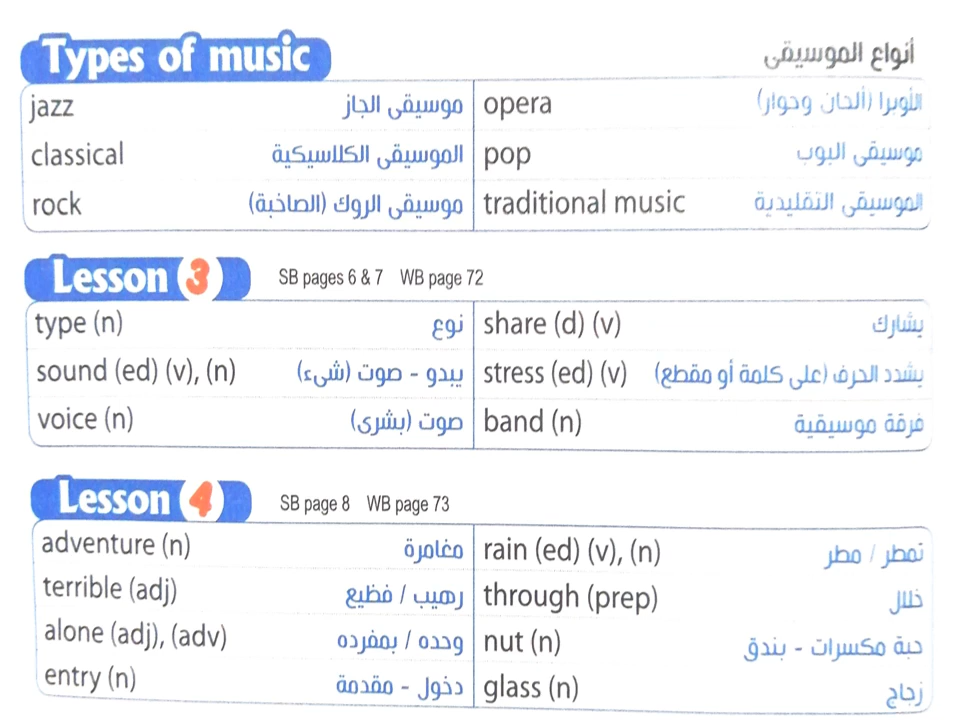 Types of music أنواع الموسيقى
jazz موسيقى الجاز opera الأوبرا (ألحان وحوار)
classical الموسيقى الكلاسيكية pop موسيقى البوب
rock موسيقى الروك (الصاخبة) traditional music الموسيقى التقليدية
Lesson 3 SB pages 6 & 7 WB page 72
type (n) نوع share (d) (v) يشارك
sound (ed) (v), (n) يبدو - صوت (شىء) stress (ed) (v) يشدد الحرف (على كلمة أو مقطع)
voice (n) صوت (بشرى) band (n) فرقة موسيقية
Lesson 4 SB page 8 WB page 73
adventure (n) مغامرة rain (ed) (v), (n) تمطر / مطر
terrible (adj) رهيب / فظيع through (prep) خلال
alone (adj), (adv) وحده / بمفرده nut (n) حبة مكسرات - بندق
entry (n) دخول - مقدمة glass (n) زجاج